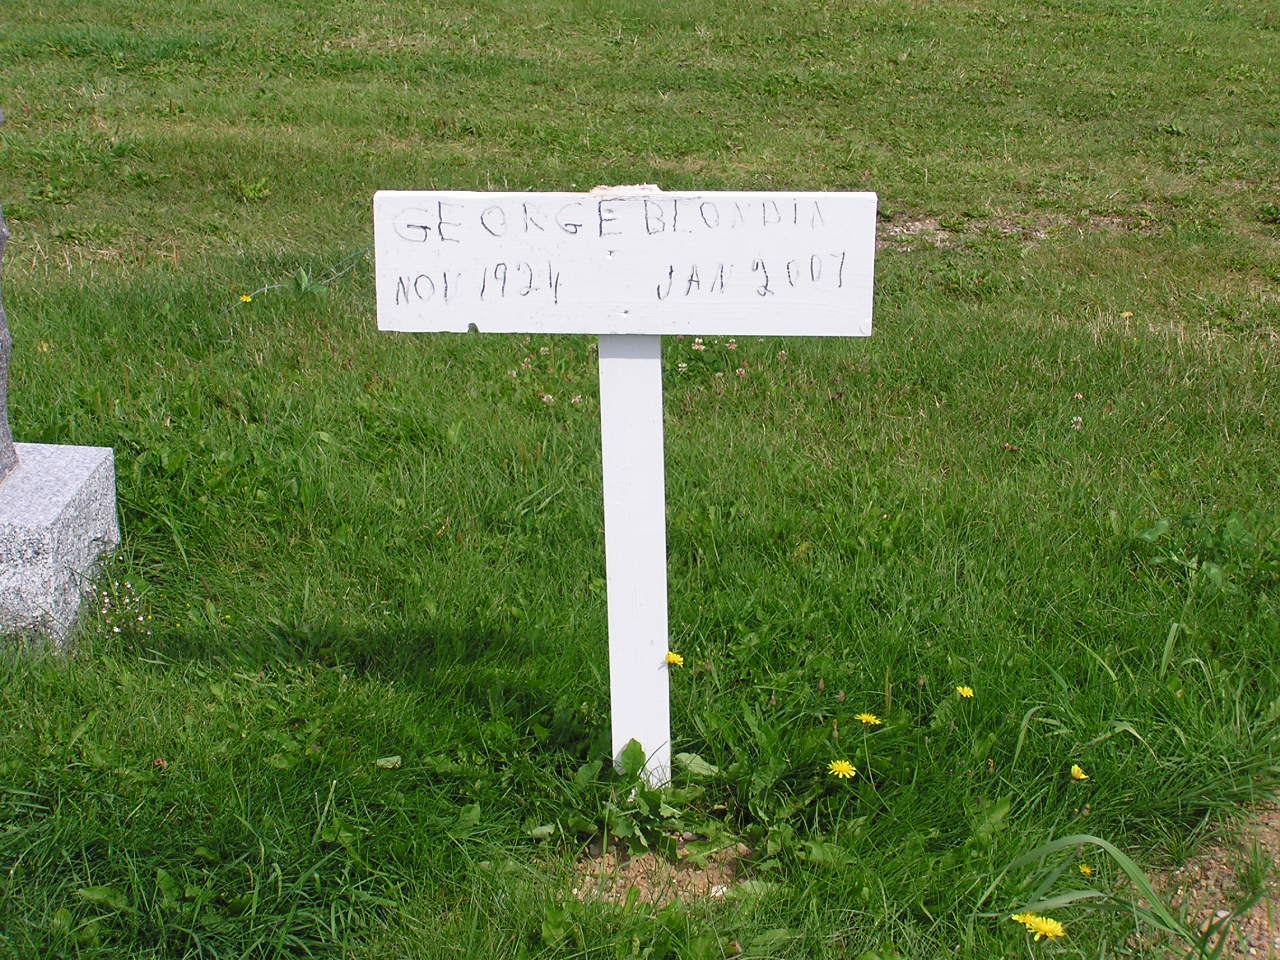 GEORGE BLONDIN
NOV 1924 JAN 2007